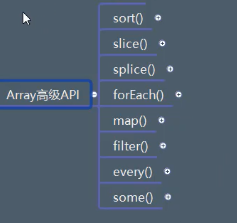 Array高级API
sort()
slice()
splice()
forEach()
map()
filter()
every()
some()